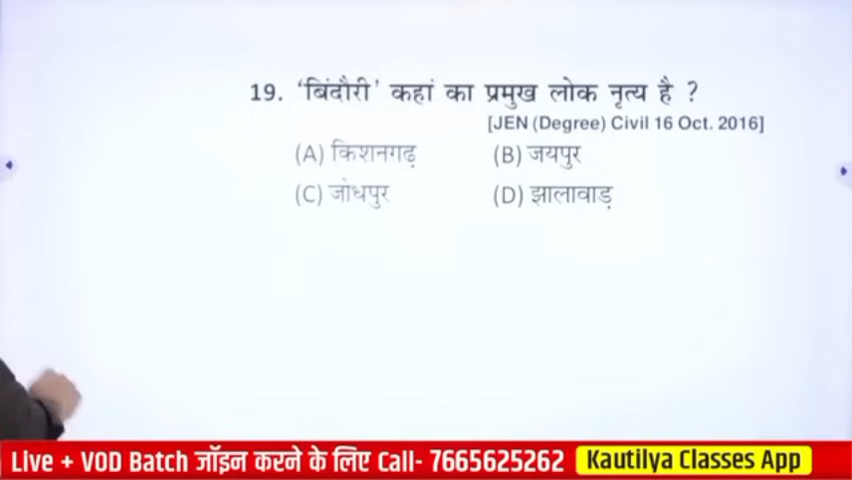 19. ‘बिंदौरी’ कहां का प्रमुख लोक नृत्य है ?
[JEN (Degree) Civil 16 Oct. 2016]
(A) किशनगढ़ (B) जयपुर
(C) जोधपुर (D) झालावाड़
LIve + VOD Batch जॉइन करने के लिए Call- 7665625262 Kautilya Classes App